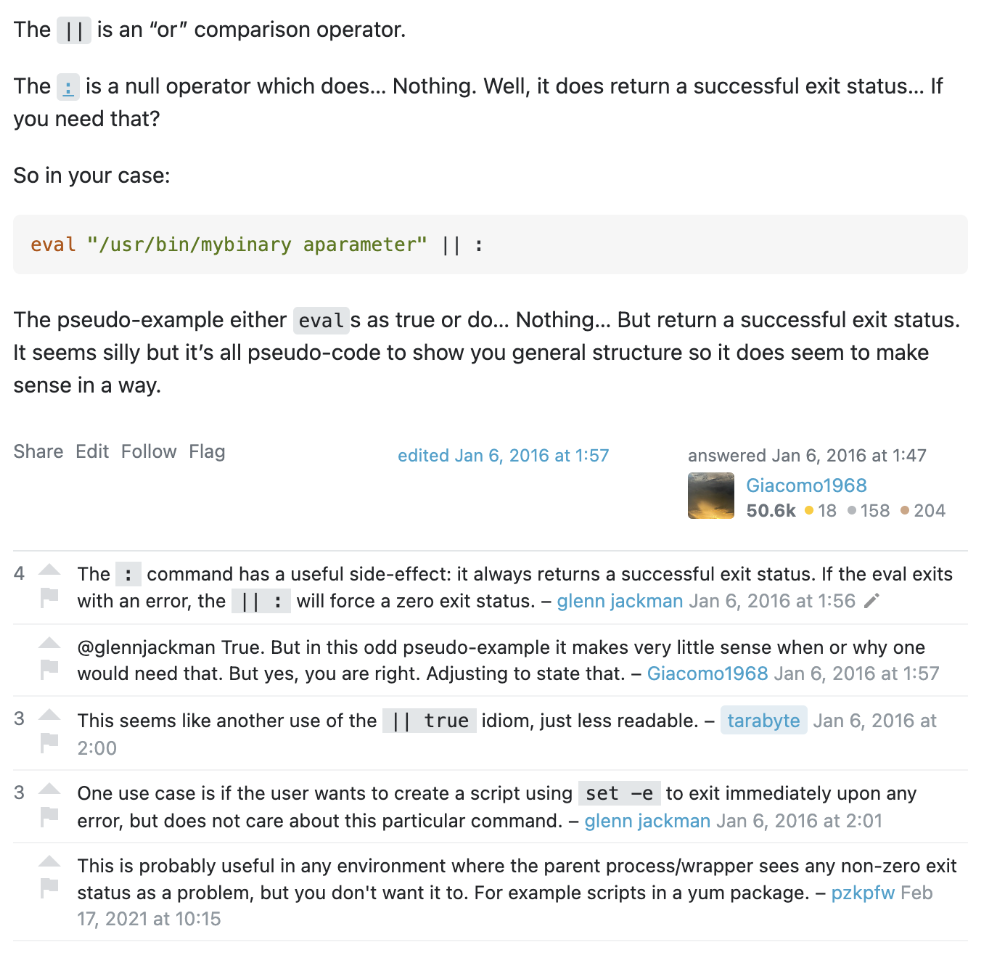 The || is an “or” comparison operator.
The : is a null operator which does… Nothing. Well, it does return a successful exit status… If
you need that?
So in your case:
eval "/usr/bin/mybinary aparameter" || :
The pseudo-example either evals as true or do… Nothing… But return a successful exit status.
It seems silly but it’s all pseudo-code to show you general structure so it does seem to make
sense in a way.
Share Edit Follow Flag
edited Jan 6, 2016 at 1:57
answered Jan 6, 2016 at 1:47
Giacomo1968
50.6k 18 158 204
4 The : command has a useful side-effect: it always returns a successful exit status. If the eval exits
with an error, the || : will force a zero exit status. – glenn jackman Jan 6, 2016 at 1:56
@glennjackman True. But in this odd pseudo-example it makes very little sense when or why one
would need that. But yes, you are right. Adjusting to state that. – Giacomo1968 Jan 6, 2016 at 1:57
3 This seems like another use of the || true idiom, just less readable. – tarabyte Jan 6, 2016 at
2:00
3 One use case is if the user wants to create a script using set -e to exit immediately upon any
error, but does not care about this particular command. – glenn jackman Jan 6, 2016 at 2:01
This is probably useful in any environment where the parent process/wrapper sees any non-zero exit
status as a problem, but you don't want it to. For example scripts in a yum package. – pzkpfw Feb
17, 2021 at 10:15